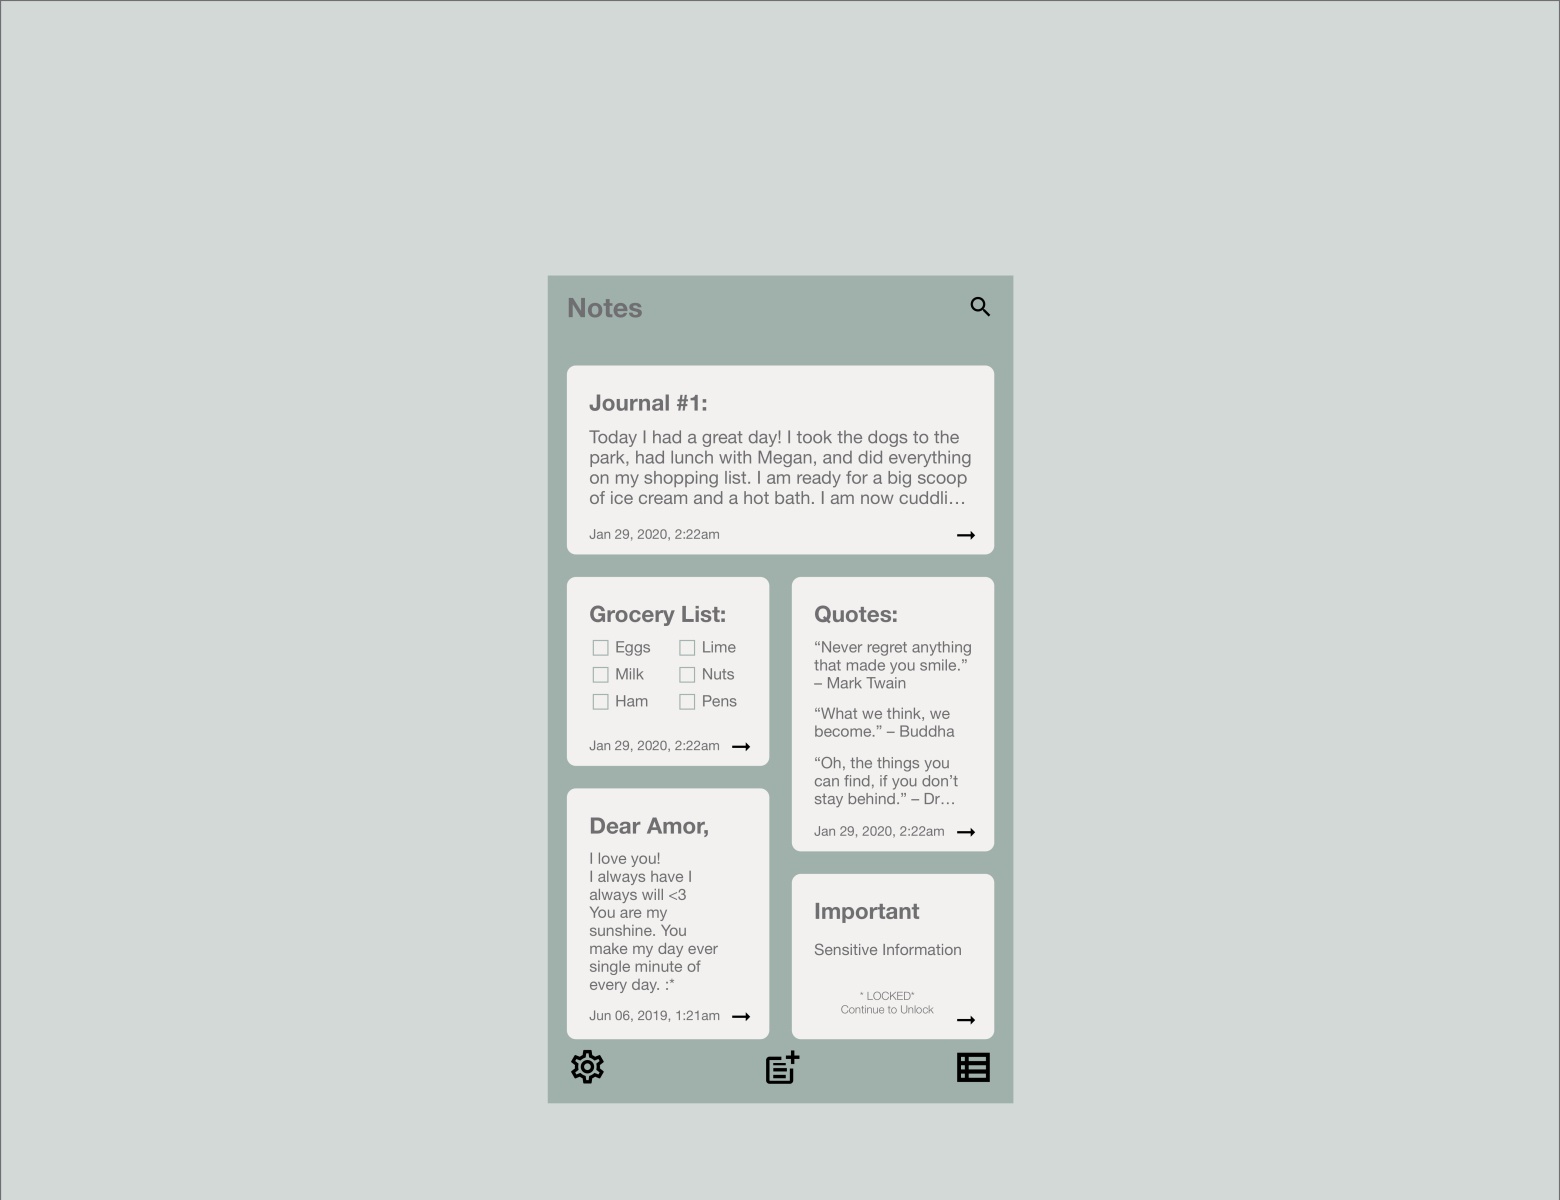 Notes
Journal #1:
Today I had a great day! I took the dogs to the
park, had lunch with Megan, and did everything
on my shopping list. I am ready for a big scoop
of ice cream and a hot bath. I am now cuddli…
Jan 29, 2020, 2:22am
Grocery List:
Eggs
Lime
Milk
Nuts
Ham
Pens
Jan 29, 2020, 2:22am
Quotes:
“Never regret anything
that made you smile.”
– Mark Twain
“What we think, we
become.” – Buddha
“Oh, the things you
can find, if you don’t
stay behind.” – Dr…
Jan 29, 2020, 2:22am
Dear Amor,
I love you!
I always have I
always will <3
You are my
sunshine. You
make my day ever
single minute of
every day. :*
Jun 06, 2019, 1:21am
Important
Sensitive Information
* LOCKED*
Continue to Unlock